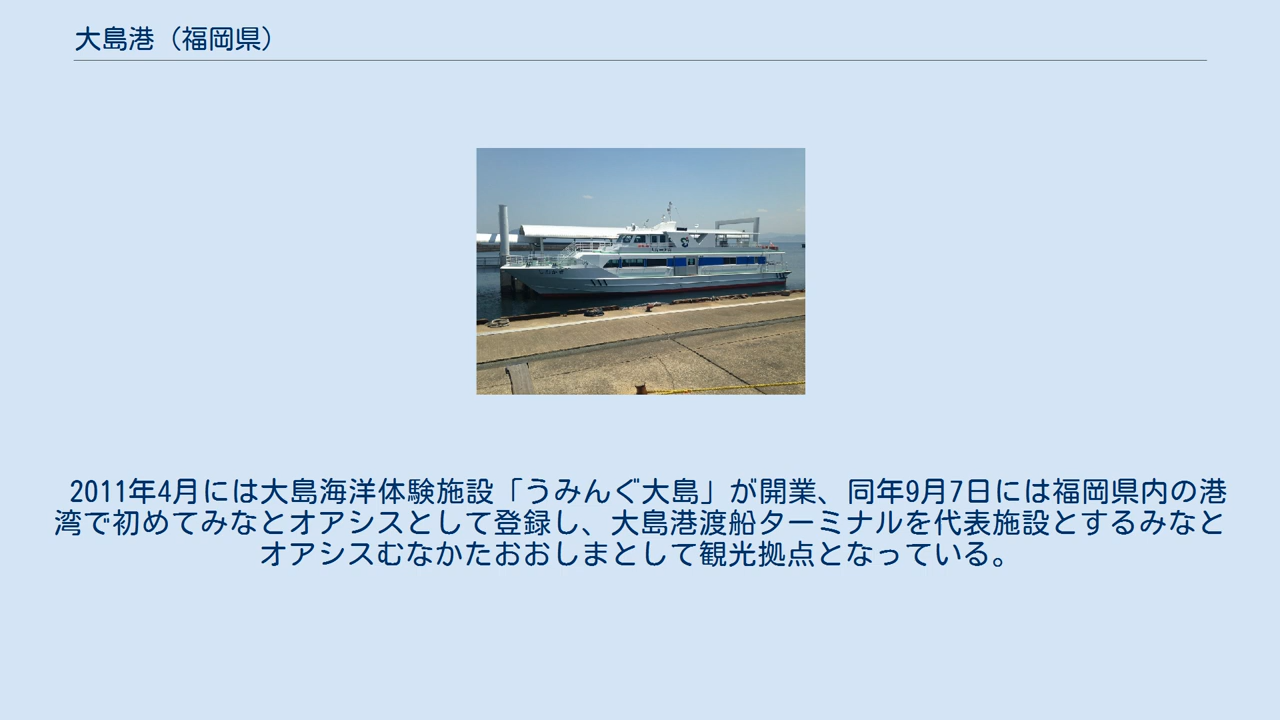 大島港（福岡県）
2011年4月には大島海洋体験施設「うみんぐ大島」が開業、同年9月7日には福岡県内の港
湾で初めてみなとオアシスとして登録し、大島港渡船ターミナルを代表施設とするみなと
オアシスむなかたおおしまとして観光拠点となっている。